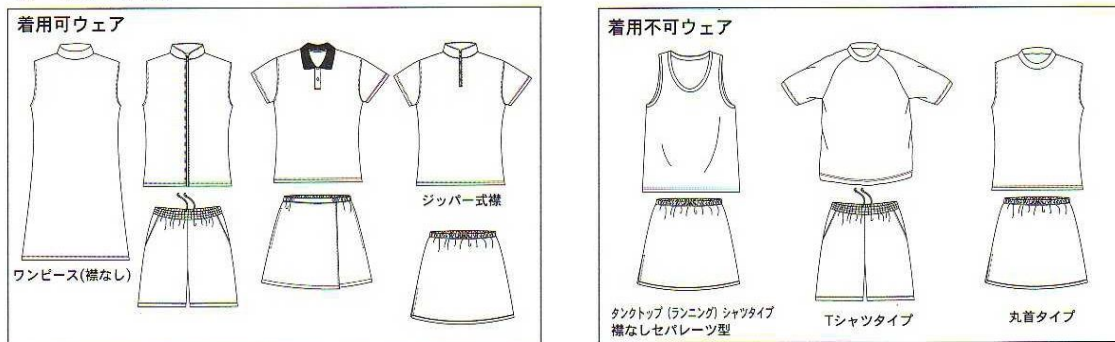 着用可ウェア
ジッパー式襟
ワンピース(襟なし)
着用不可ウェア
タンクトップ (ランニング) シャツタイプ
襟なしセパレーツ型
Tシャツタイプ
丸首タイプ